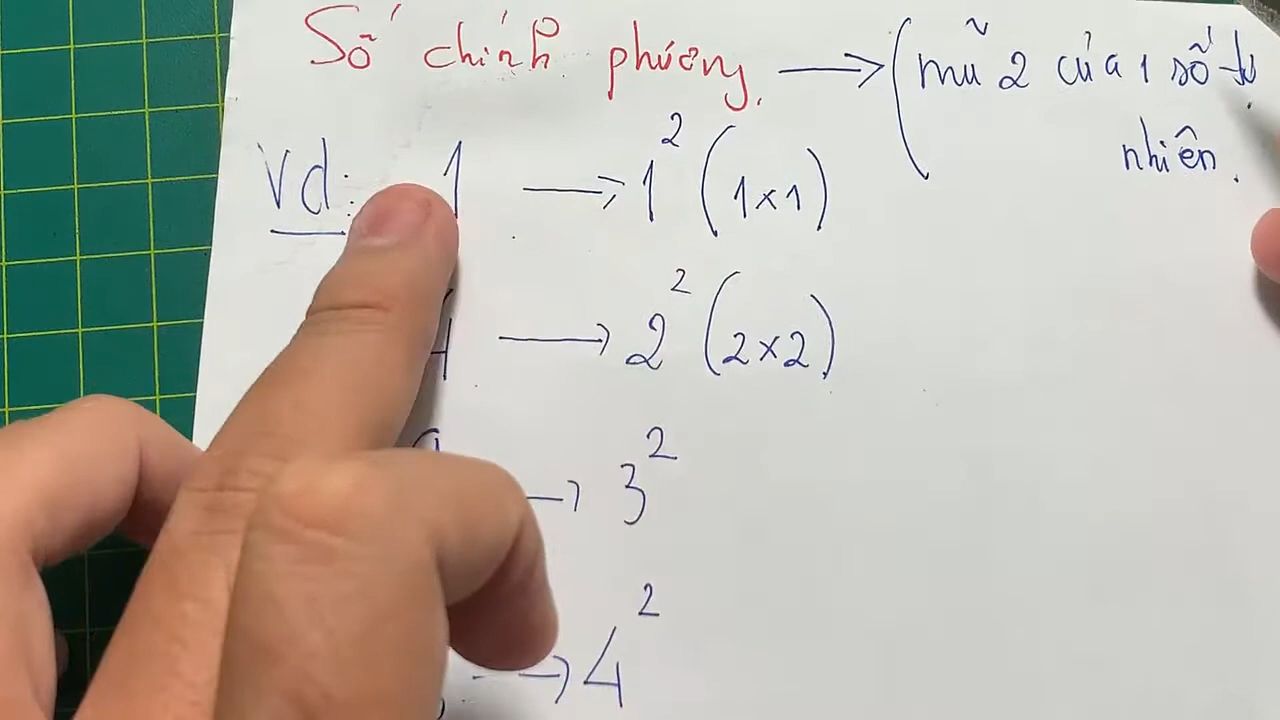 Số chính phương. → (mũ 2 của 1 số tự
nhiên.
Vd: 1 → 1² (1×1)
4 → 2² (2×2)
→ 3²
→ 4²